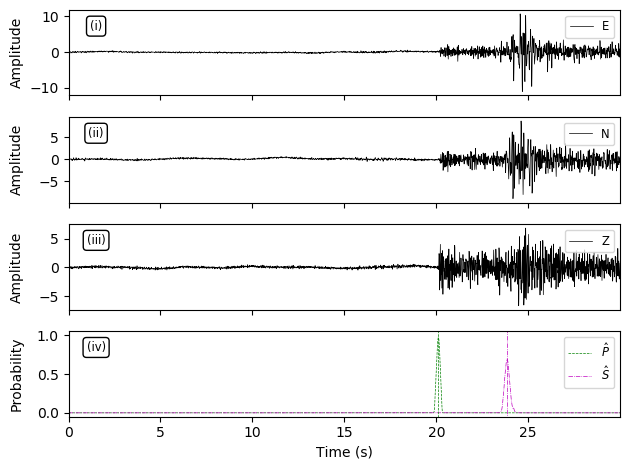 (i)
E
10
0
−10
Amplitude
(ii)
N
5
0
−5
Amplitude
(iii)
Z
5
0
−5
Amplitude
(iv)
P̂
Ŝ
1.0
0.5
0.0
Probability
0 5 10 15 20 25
Time (s)